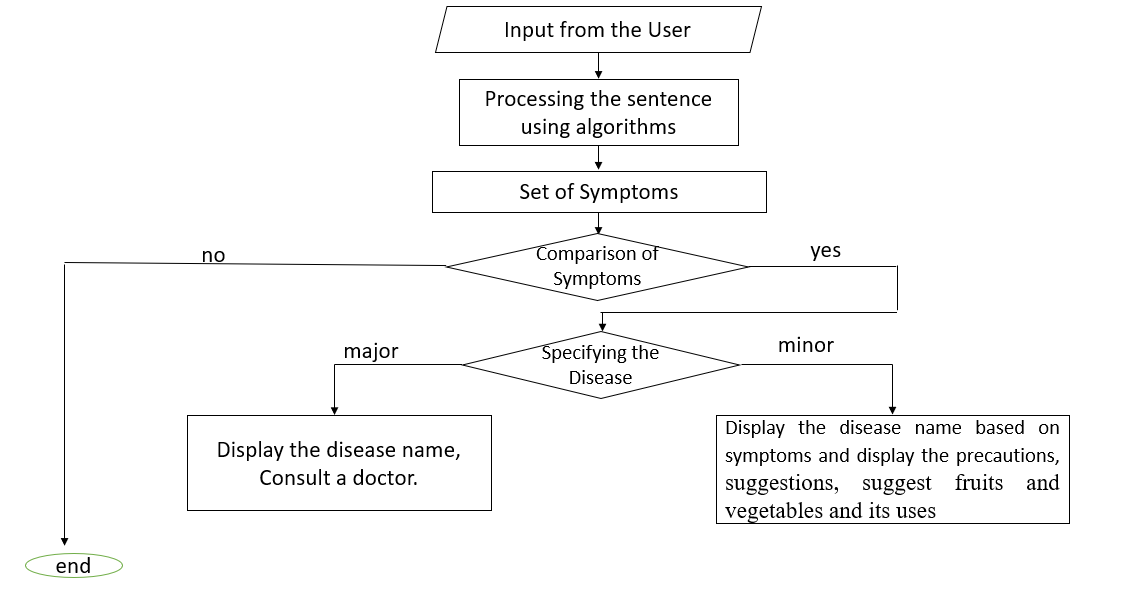 Input from the User
Processing the sentence
using algorithms
Set of Symptoms
no
Comparison of
Symptoms
yes
major
Specifying the
Disease
minor
Display the disease name,
Consult a doctor.
Display the disease name based on
symptoms and display the precautions,
suggestions, suggest fruits and
vegetables and its uses
end